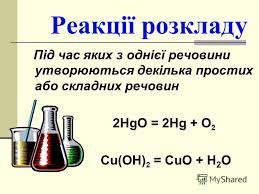 Реакції розкладу
Під час яких з однієї речовини
утворюються декілька простих
або складних речовин
2HgO = 2Hg + O₂
Cu(OH)₂ = CuO + H₂O
MyShared